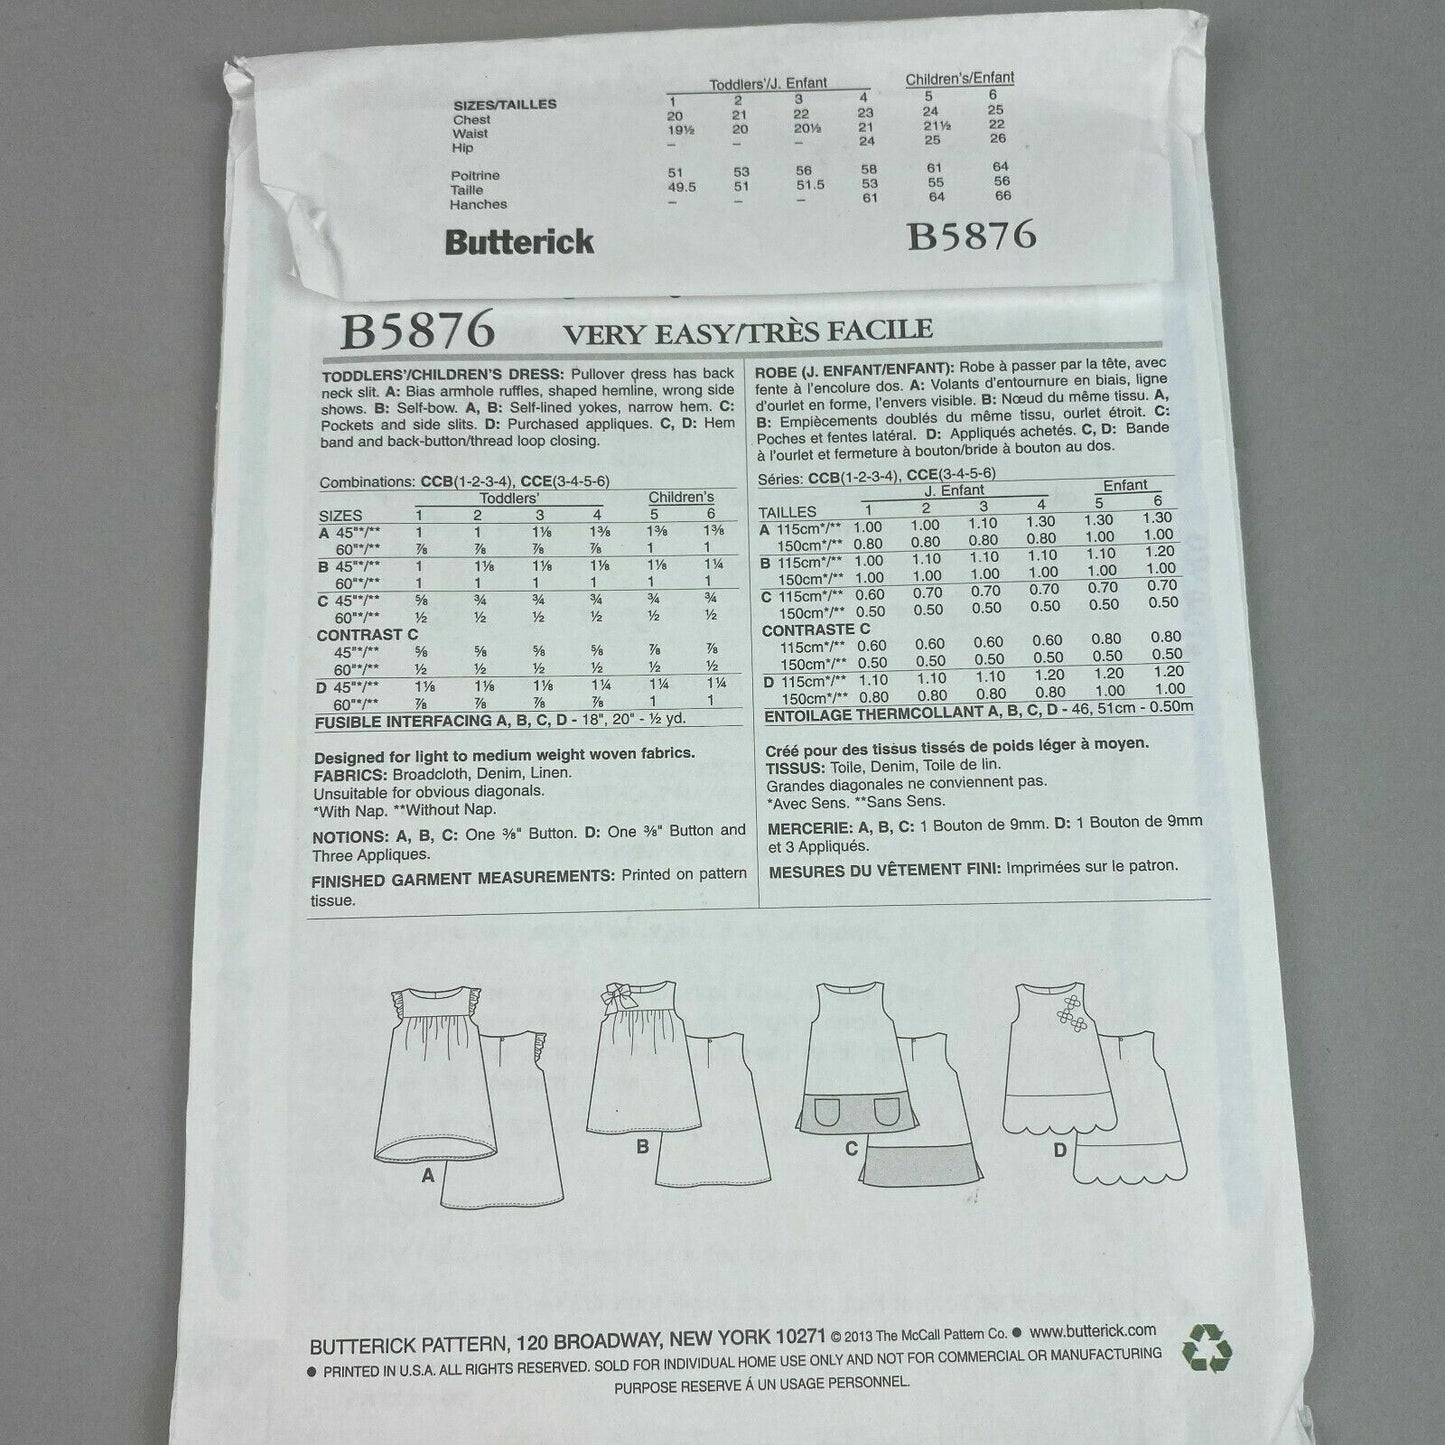 Toddlers'/J. Enfant Children's/Enfant
SIZES/TAILLES 1 2 3 4 5 6
Chest 20 21 22 23 24 25
Waist 19½ 20 20½ 21 21½ 22
Hip – – – 24 25 26
Poitrine 51 53 56 58 61 64
Taille 49.5 51 51.5 53 55 56
Hanches – – – 61 64 66
Butterick B5876
B5876 VERY EASY/TRÈS FACILE
TODDLERS'/CHILDREN'S DRESS: Pullover dress has back
neck slit. A: Bias armhole ruffles, shaped hemline, wrong side
shows. B: Self-bow. A, B: Self-lined yokes, narrow hem. C:
Pockets and side slits. D: Purchased appliques. C, D: Hem
band and back-button/thread loop closing.
Combinations: CCB(1-2-3-4), CCE(3-4-5-6)
Toddlers' Children's
SIZES 1 2 3 4 5 6
A 45"*/** 1 1 1⅛ 1⅜ 1⅜ 1⅜
60"*/** ⅞ ⅞ ⅞ ⅞ 1 1
B 45"*/** 1 1⅛ 1⅛ 1⅛ 1⅛ 1¼
60"*/** 1 1 1 1 1 1
C 45"*/** ⅝ ¾ ¾ ¾ ¾ ¾
60"*/** ½ ½ ½ ½ ½ ½
CONTRAST C
45"*/** ⅝ ⅝ ⅝ ⅝ ⅞ ⅞
60"*/** ½ ½ ½ ½ ½ ½
D 45"*/** 1⅛ 1⅛ 1⅛ 1¼ 1¼ 1¼
60"*/** ⅞ ⅞ ⅞ ⅞ 1 1
FUSIBLE INTERFACING A, B, C, D - 18", 20" - ½ yd.
Designed for light to medium weight woven fabrics.
FABRICS: Broadcloth, Denim, Linen.
Unsuitable for obvious diagonals.
*With Nap. **Without Nap.
NOTIONS: A, B, C: One ⅜" Button. D: One ⅜" Button and
Three Appliques.
FINISHED GARMENT MEASUREMENTS: Printed on pattern
tissue.
ROBE (J. ENFANT/ENFANT): Robe à passer par la tête, avec
fente à l'encolure dos. A: Volants d'entournure en biais, ligne
d'ourlet en forme, l'envers visible. B: Nœud du même tissu. A,
B: Empiècements doublés du même tissu, ourlet étroit. C:
Poches et fentes latéral. D: Appliqués achetés. C, D: Bande
à l'ourlet et fermeture à bouton/bride à bouton au dos.
Séries: CCB(1-2-3-4), CCE(3-4-5-6)
J. Enfant Enfant
TAILLES 1 2 3 4 5 6
A 115cm*/** 1.00 1.00 1.10 1.30 1.30 1.30
150cm*/** 0.80 0.80 0.80 0.80 1.00 1.00
B 115cm*/** 1.00 1.10 1.10 1.10 1.10 1.20
150cm*/** 1.00 1.00 1.00 1.00 1.00 1.00
C 115cm*/** 0.60 0.70 0.70 0.70 0.70 0.70
150cm*/** 0.50 0.50 0.50 0.50 0.50 0.50
CONTRASTE C
115cm*/** 0.60 0.60 0.60 0.60 0.80 0.80
150cm*/** 0.50 0.50 0.50 0.50 0.50 0.50
D 115cm*/** 1.10 1.10 1.10 1.20 1.20 1.20
150cm*/** 0.80 0.80 0.80 0.80 1.00 1.00
ENTOILAGE THERMCOLLANT A, B, C, D - 46, 51cm - 0.50m
Créé pour des tissus tissés de poids léger à moyen.
TISSUS: Toile, Denim, Toile de lin.
Grandes diagonales ne conviennent pas.
*Avec Sens. **Sans Sens.
MERCERIE: A, B, C: 1 Bouton de 9mm. D: 1 Bouton de 9mm
et 3 Appliqués.
MESURES DU VÊTEMENT FINI: Imprimées sur le patron.
A B C D
BUTTERICK PATTERN, 120 BROADWAY, NEW YORK 10271 © 2013 The McCall Pattern Co. ● www.butterick.com
● PRINTED IN U.S.A. ALL RIGHTS RESERVED. SOLD FOR INDIVIDUAL HOME USE ONLY AND NOT FOR COMMERCIAL OR MANUFACTURING
PURPOSE RESERVE Á UN USAGE PERSONNEL.